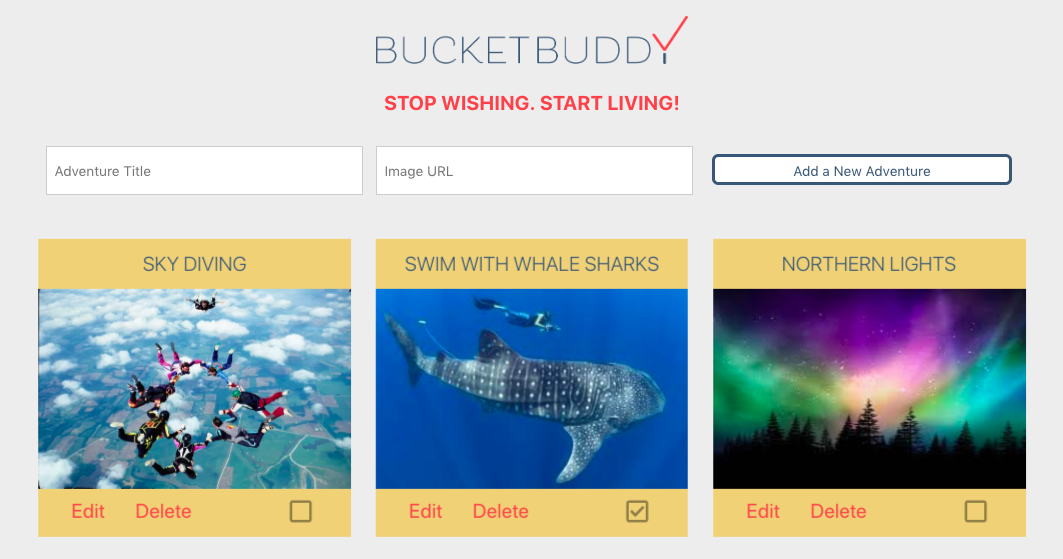 BUCKETBUDDY
STOP WISHING. START LIVING!
Adventure Title
Image URL
Add a New Adventure
SKY DIVING
SWIM WITH WHALE SHARKS
NORTHERN LIGHTS
Edit Delete
Edit Delete
Edit Delete